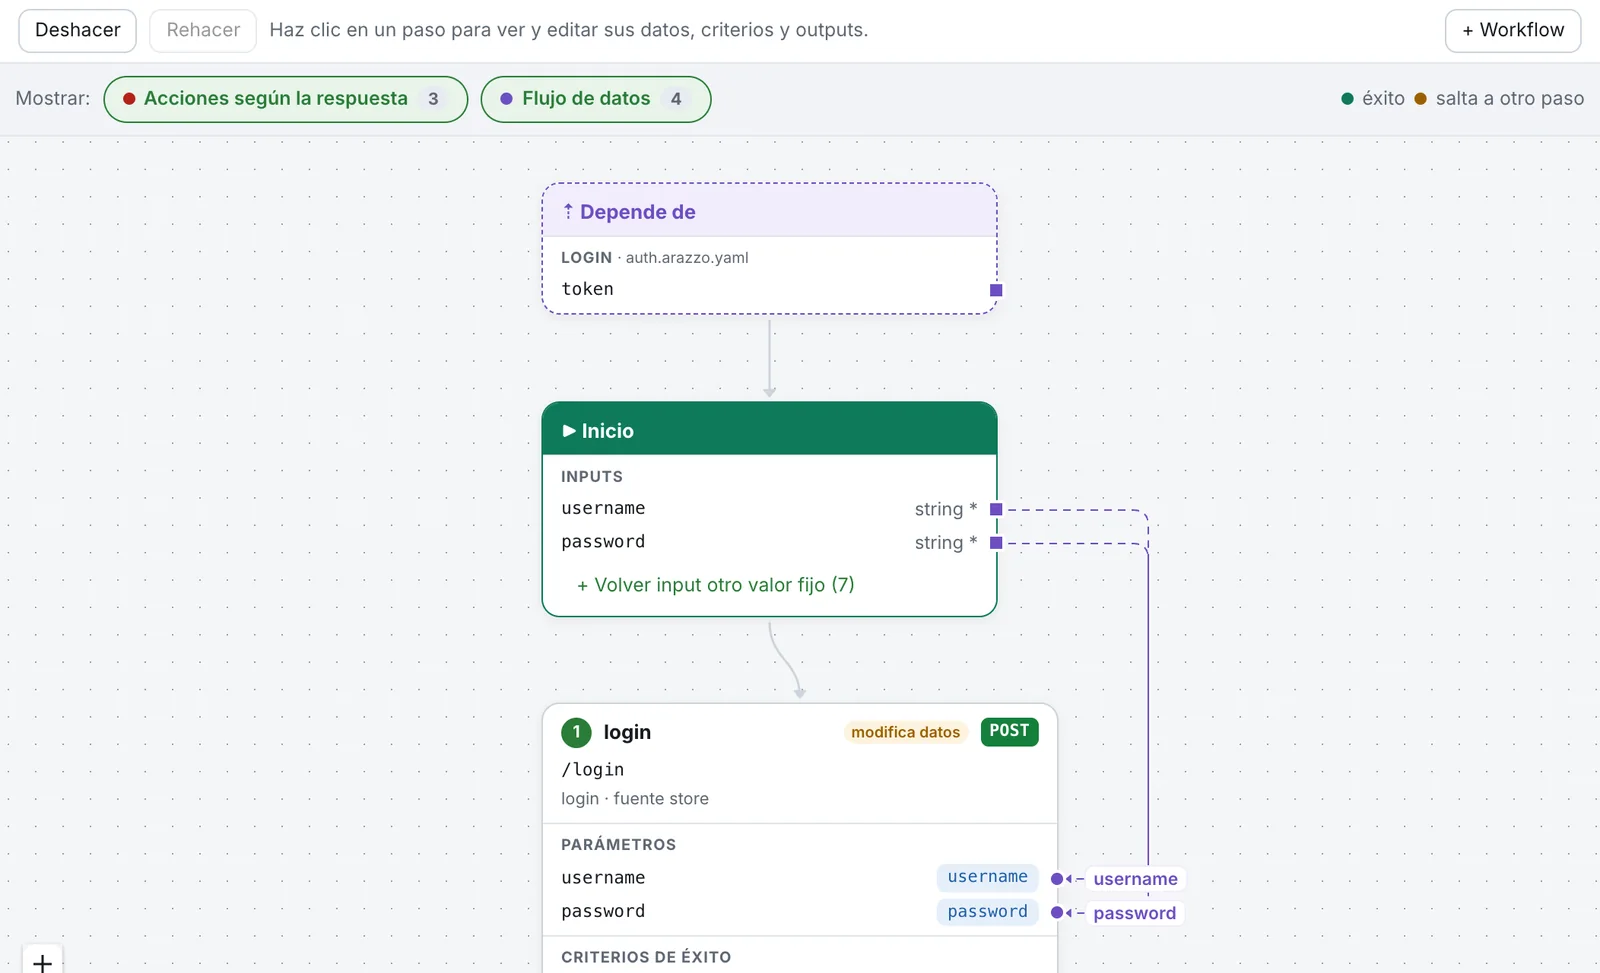 Deshacer Rehacer Haz clic en un paso para ver y editar sus datos, criterios y outputs. + Workflow
Mostrar: Acciones según la respuesta 3 Flujo de datos 4 éxito salta a otro paso
⇡ Depende de
LOGIN · auth.arazzo.yaml
token
▶ Inicio
INPUTS
username string *
password string *
+ Volver input otro valor fijo (7)
1 login modifica datos POST
/login
login · fuente store
PARÁMETROS
username username username
password password password
CRITERIOS DE ÉXITO
+